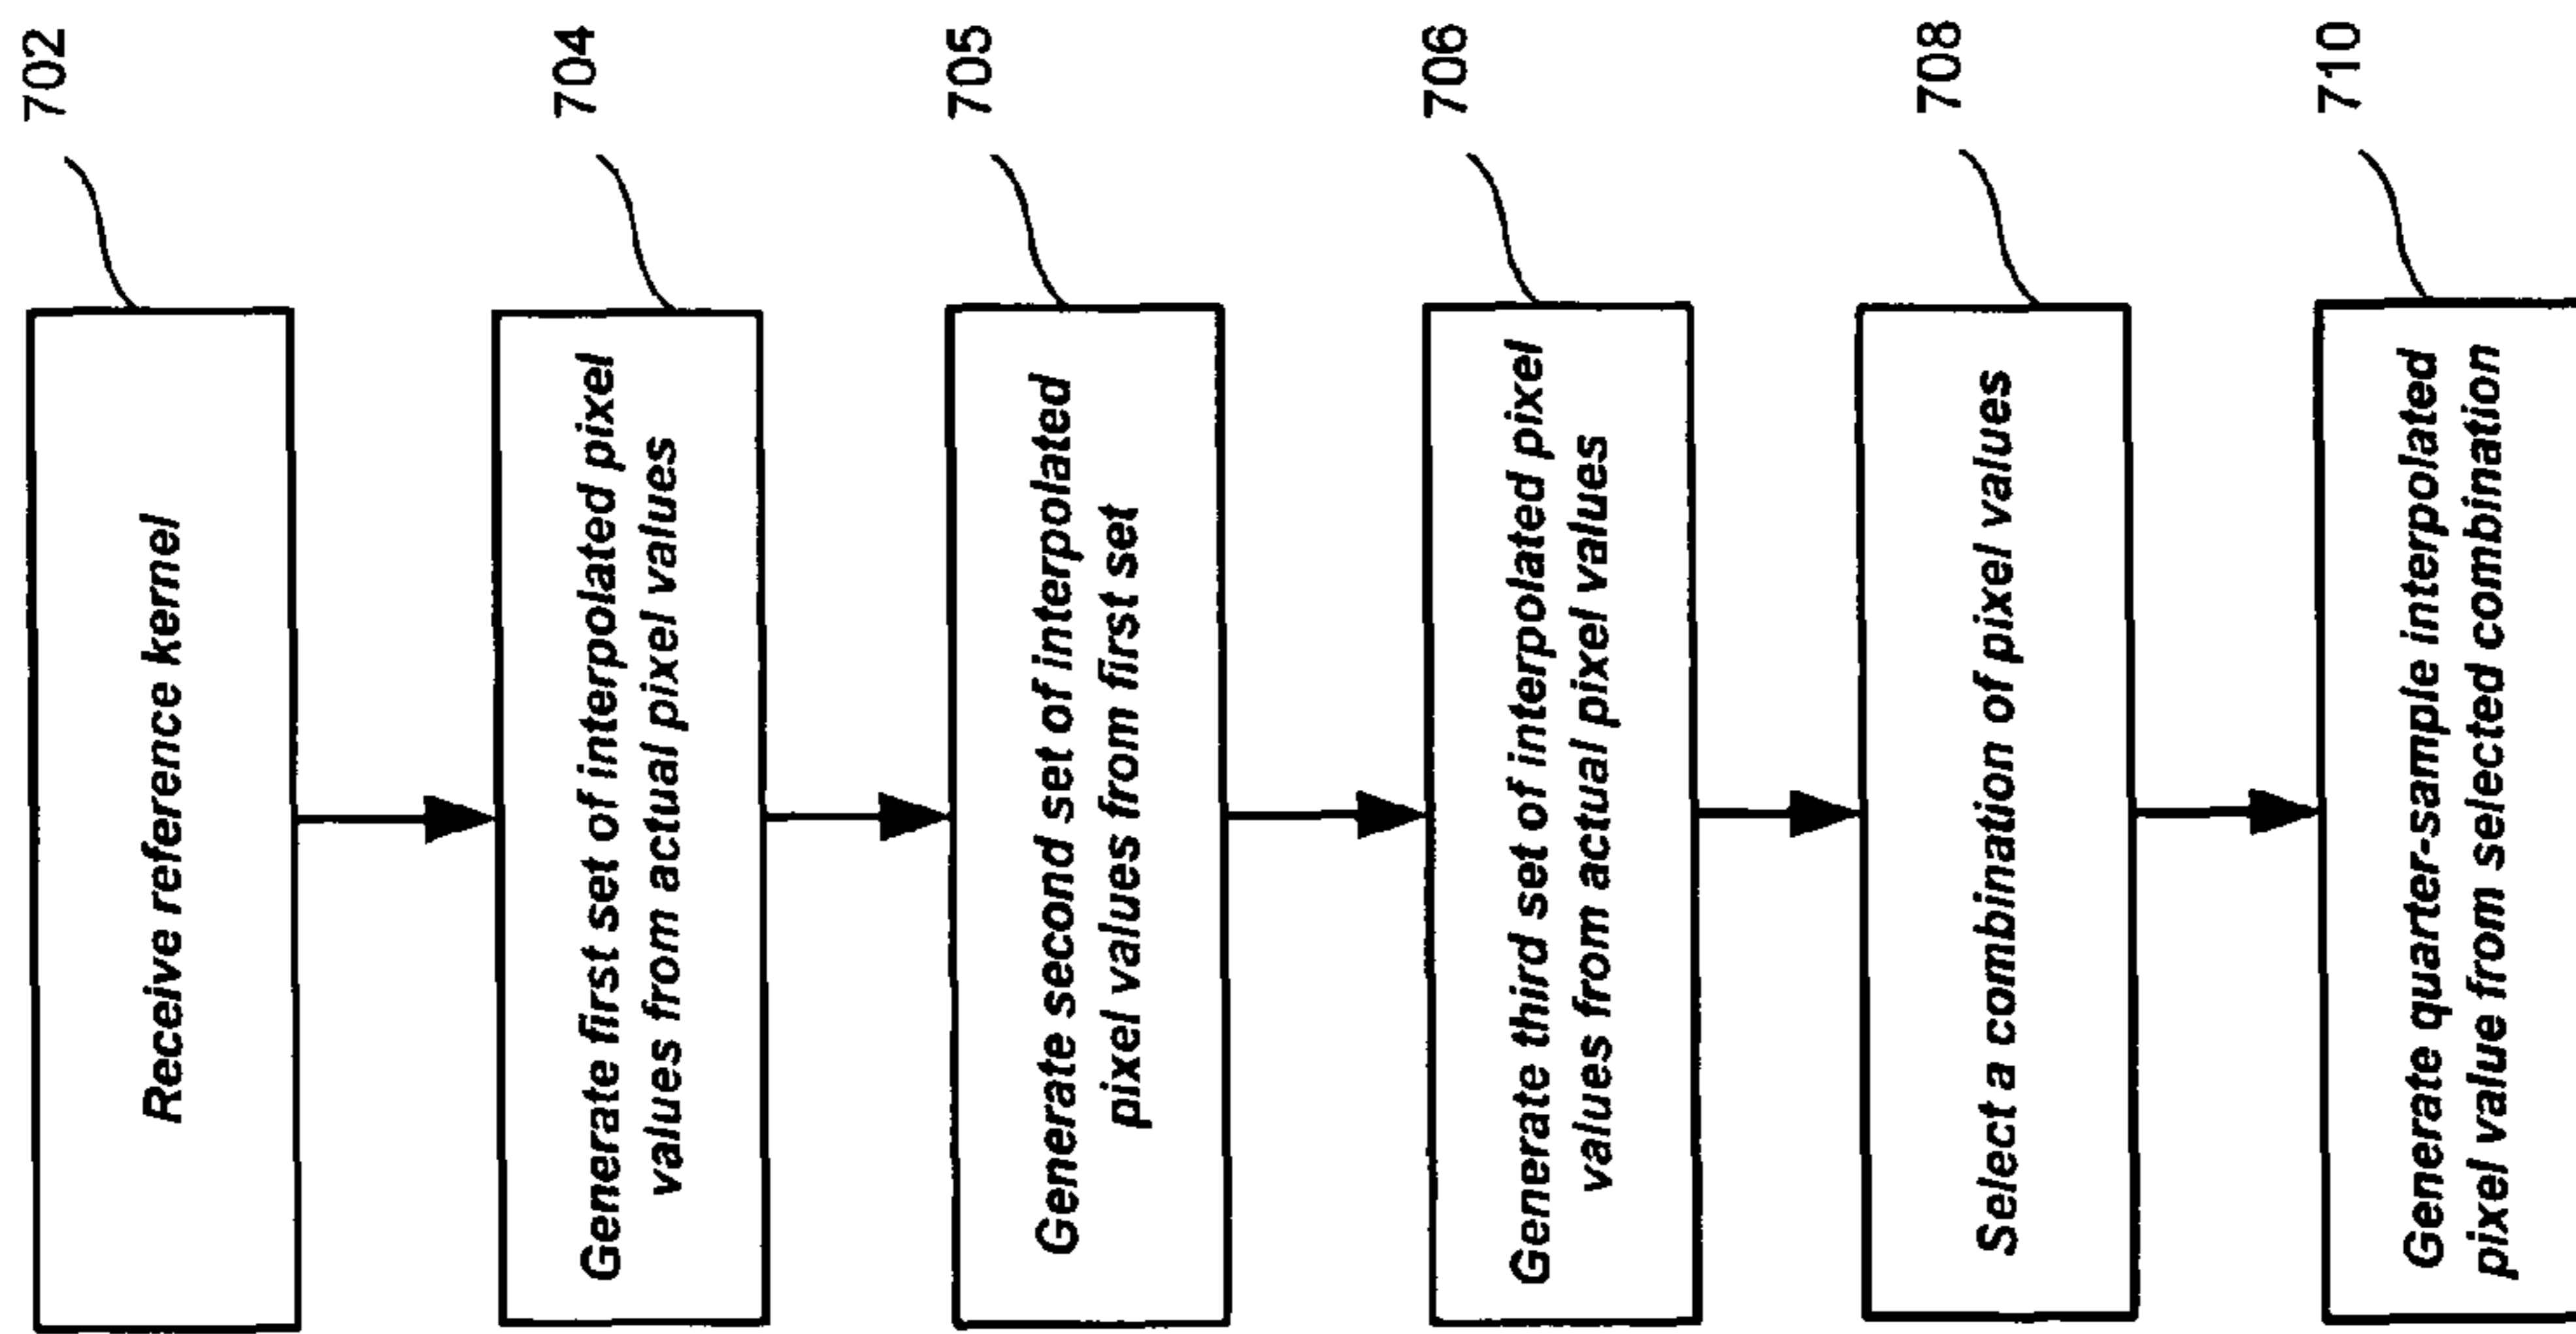 702
Receive reference kernel
704
Generate first set of interpolated pixel
values from actual pixel values
705
Generate second set of interpolated
pixel values from first set
706
Generate third set of interpolated pixel
values from actual pixel values
708
Select a combination of pixel values
710
Generate quarter-sample interpolated
pixel value from selected combination